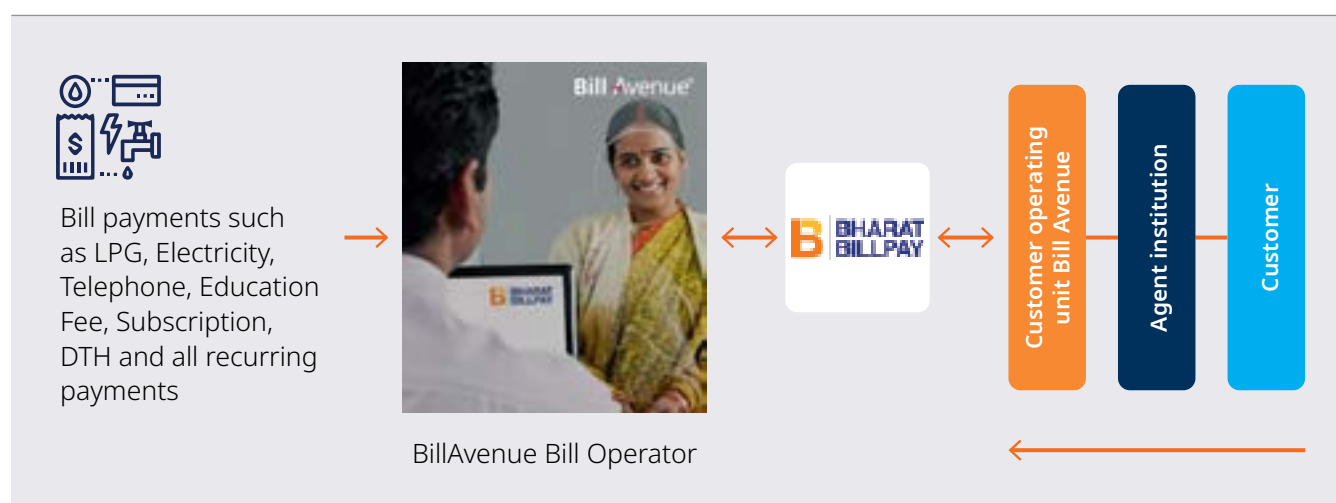 Bill payments such
as LPG, Electricity,
Telephone, Education
Fee, Subscription,
DTH and all recurring
payments
Bill Avenue
BHARAT
BILLPAY
BillAvenue Bill Operator
BHARAT
BILLPAY
Customer operating
unit Bill Avenue
Agent institution
Customer